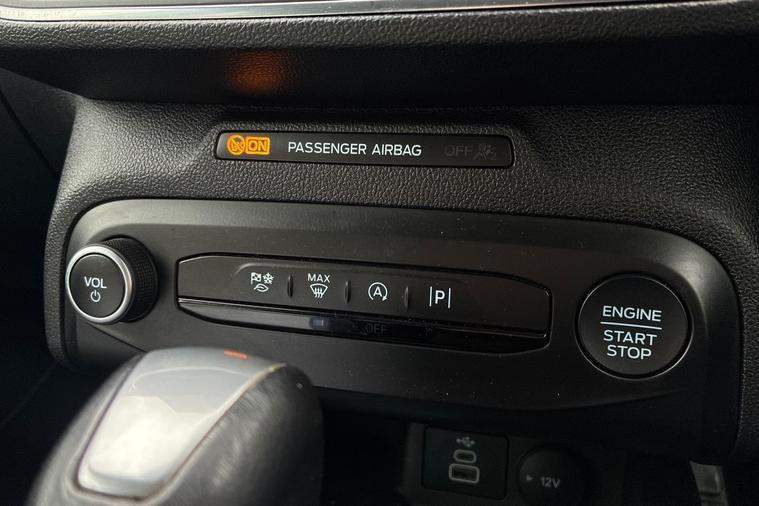 ON PASSENGER AIRBAG OFF
VOL
MAX
A
P
OFF
ENGINE
START
STOP
12V